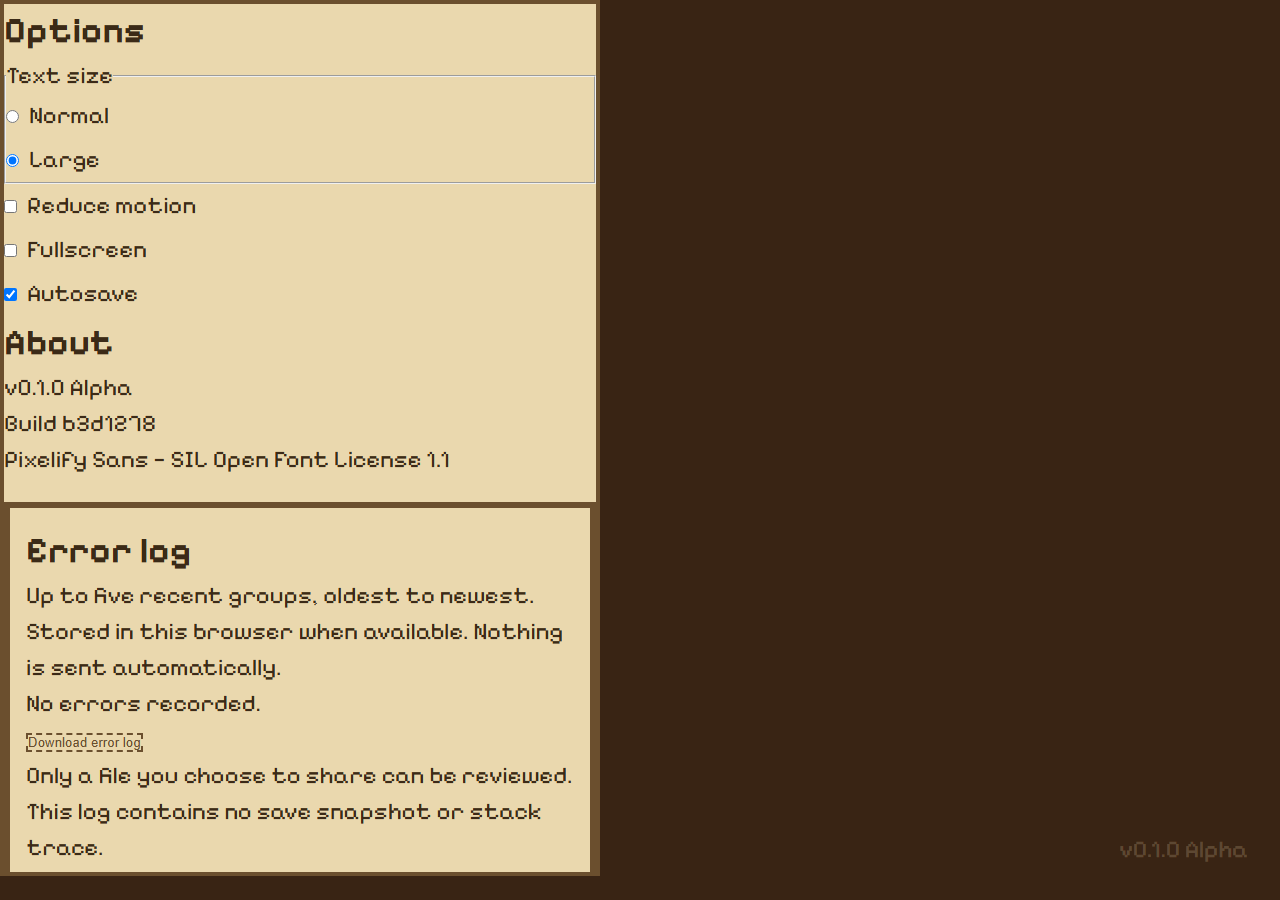 Options
Text size
Normal
Large
Reduce motion
Fullscreen
Autosave
About
v0.1.0 Alpha
Build b3d1278
Pixelify Sans - SIL Open Font License 1.1
Error log
Up to five recent groups, oldest to newest.
Stored in this browser when available. Nothing
is sent automatically.
No errors recorded.
Download error log
Only a file you choose to share can be reviewed.
This log contains no save snapshot or stack
trace.
v0.1.0 Alpha